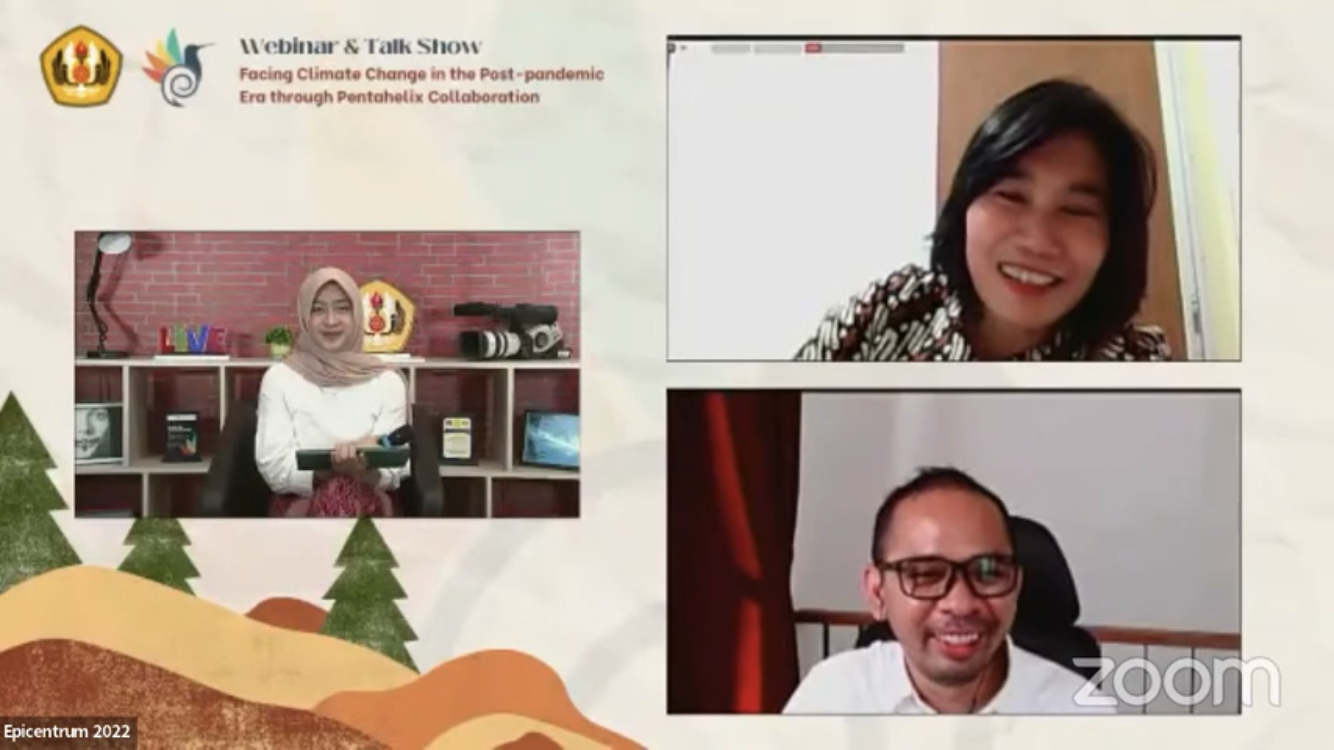 Webinar & Talk Show
Facing Climate Change in the Post-pandemic
Era through Pentahelix Collaboration
LIVE
zoom
Epicentrum 2022